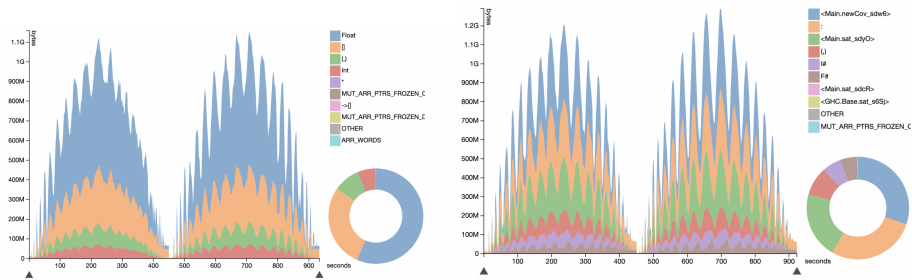 bytes
1.1G
1G
900M
800M
700M
600M
500M
400M
300M
200M
100M
0
100
200
300
400
500
600
700
800
900
seconds
Float
[]
(,)
Int
*
MUT_ARR_PTRS_FROZEN_C
->[]
MUT_ARR_PTRS_FROZEN_D
OTHER
ARR_WORDS
bytes
1.2G
1.1G
1G
900M
800M
700M
600M
500M
400M
300M
200M
100M
0
100
200
300
400
500
600
700
800
900
seconds
<Main.newCov_sdw6>
:
<Main.sat_sdyO>
(,)
I#
F#
<Main.sat_sdcR>
<GHC.Base.sat_s6Sj>
OTHER
MUT_ARR_PTRS_FROZEN_C